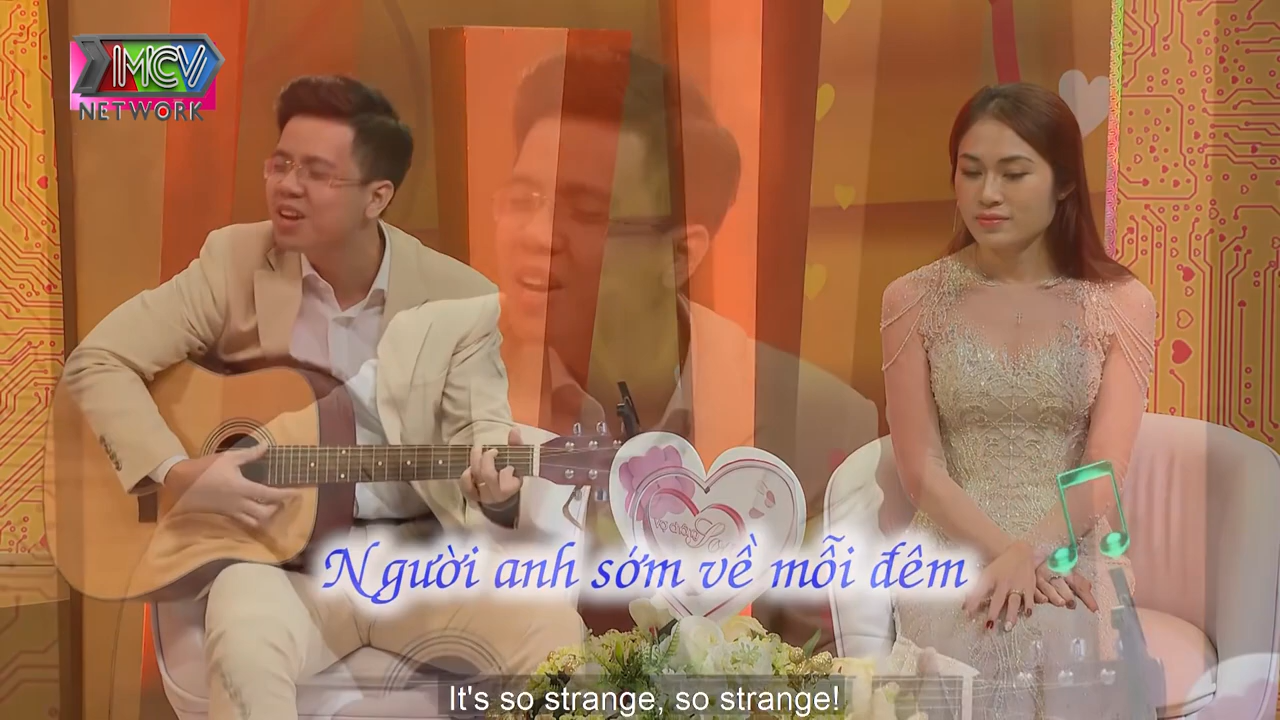 MCV
NETWORK
Người anh sớm về mỗi đêm
It's so strange, so strange!